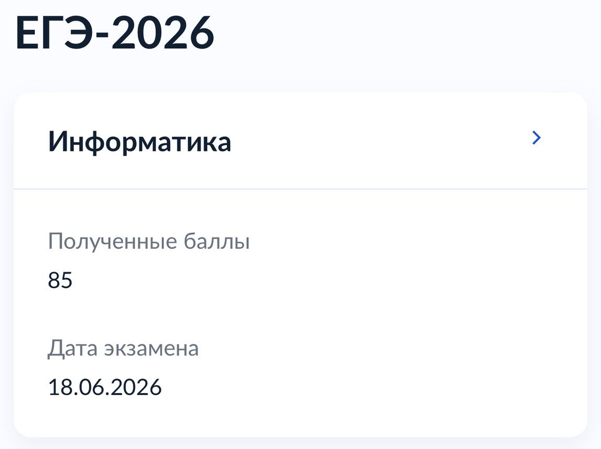 ЕГЭ-2026
Информатика
Полученные баллы
85
Дата экзамена
18.06.2026